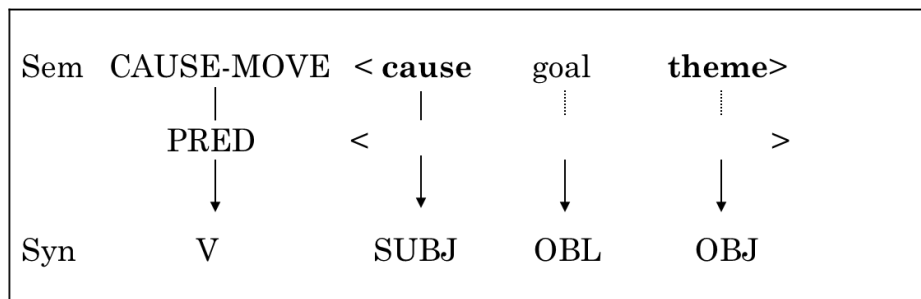 Sem CAUSE-MOVE < cause goal theme>
PRED < >
Syn V SUBJ OBL OBJ